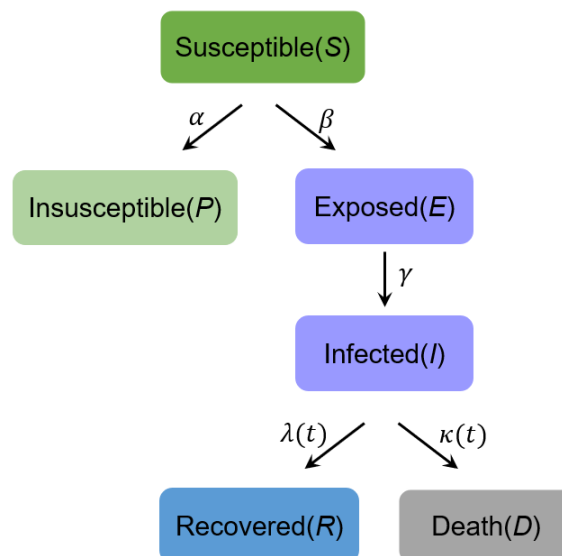 Susceptible(S)
α
β
Insusceptible(P)
Exposed(E)
γ
Infected(I)
λ(t)
κ(t)
Recovered(R)
Death(D)